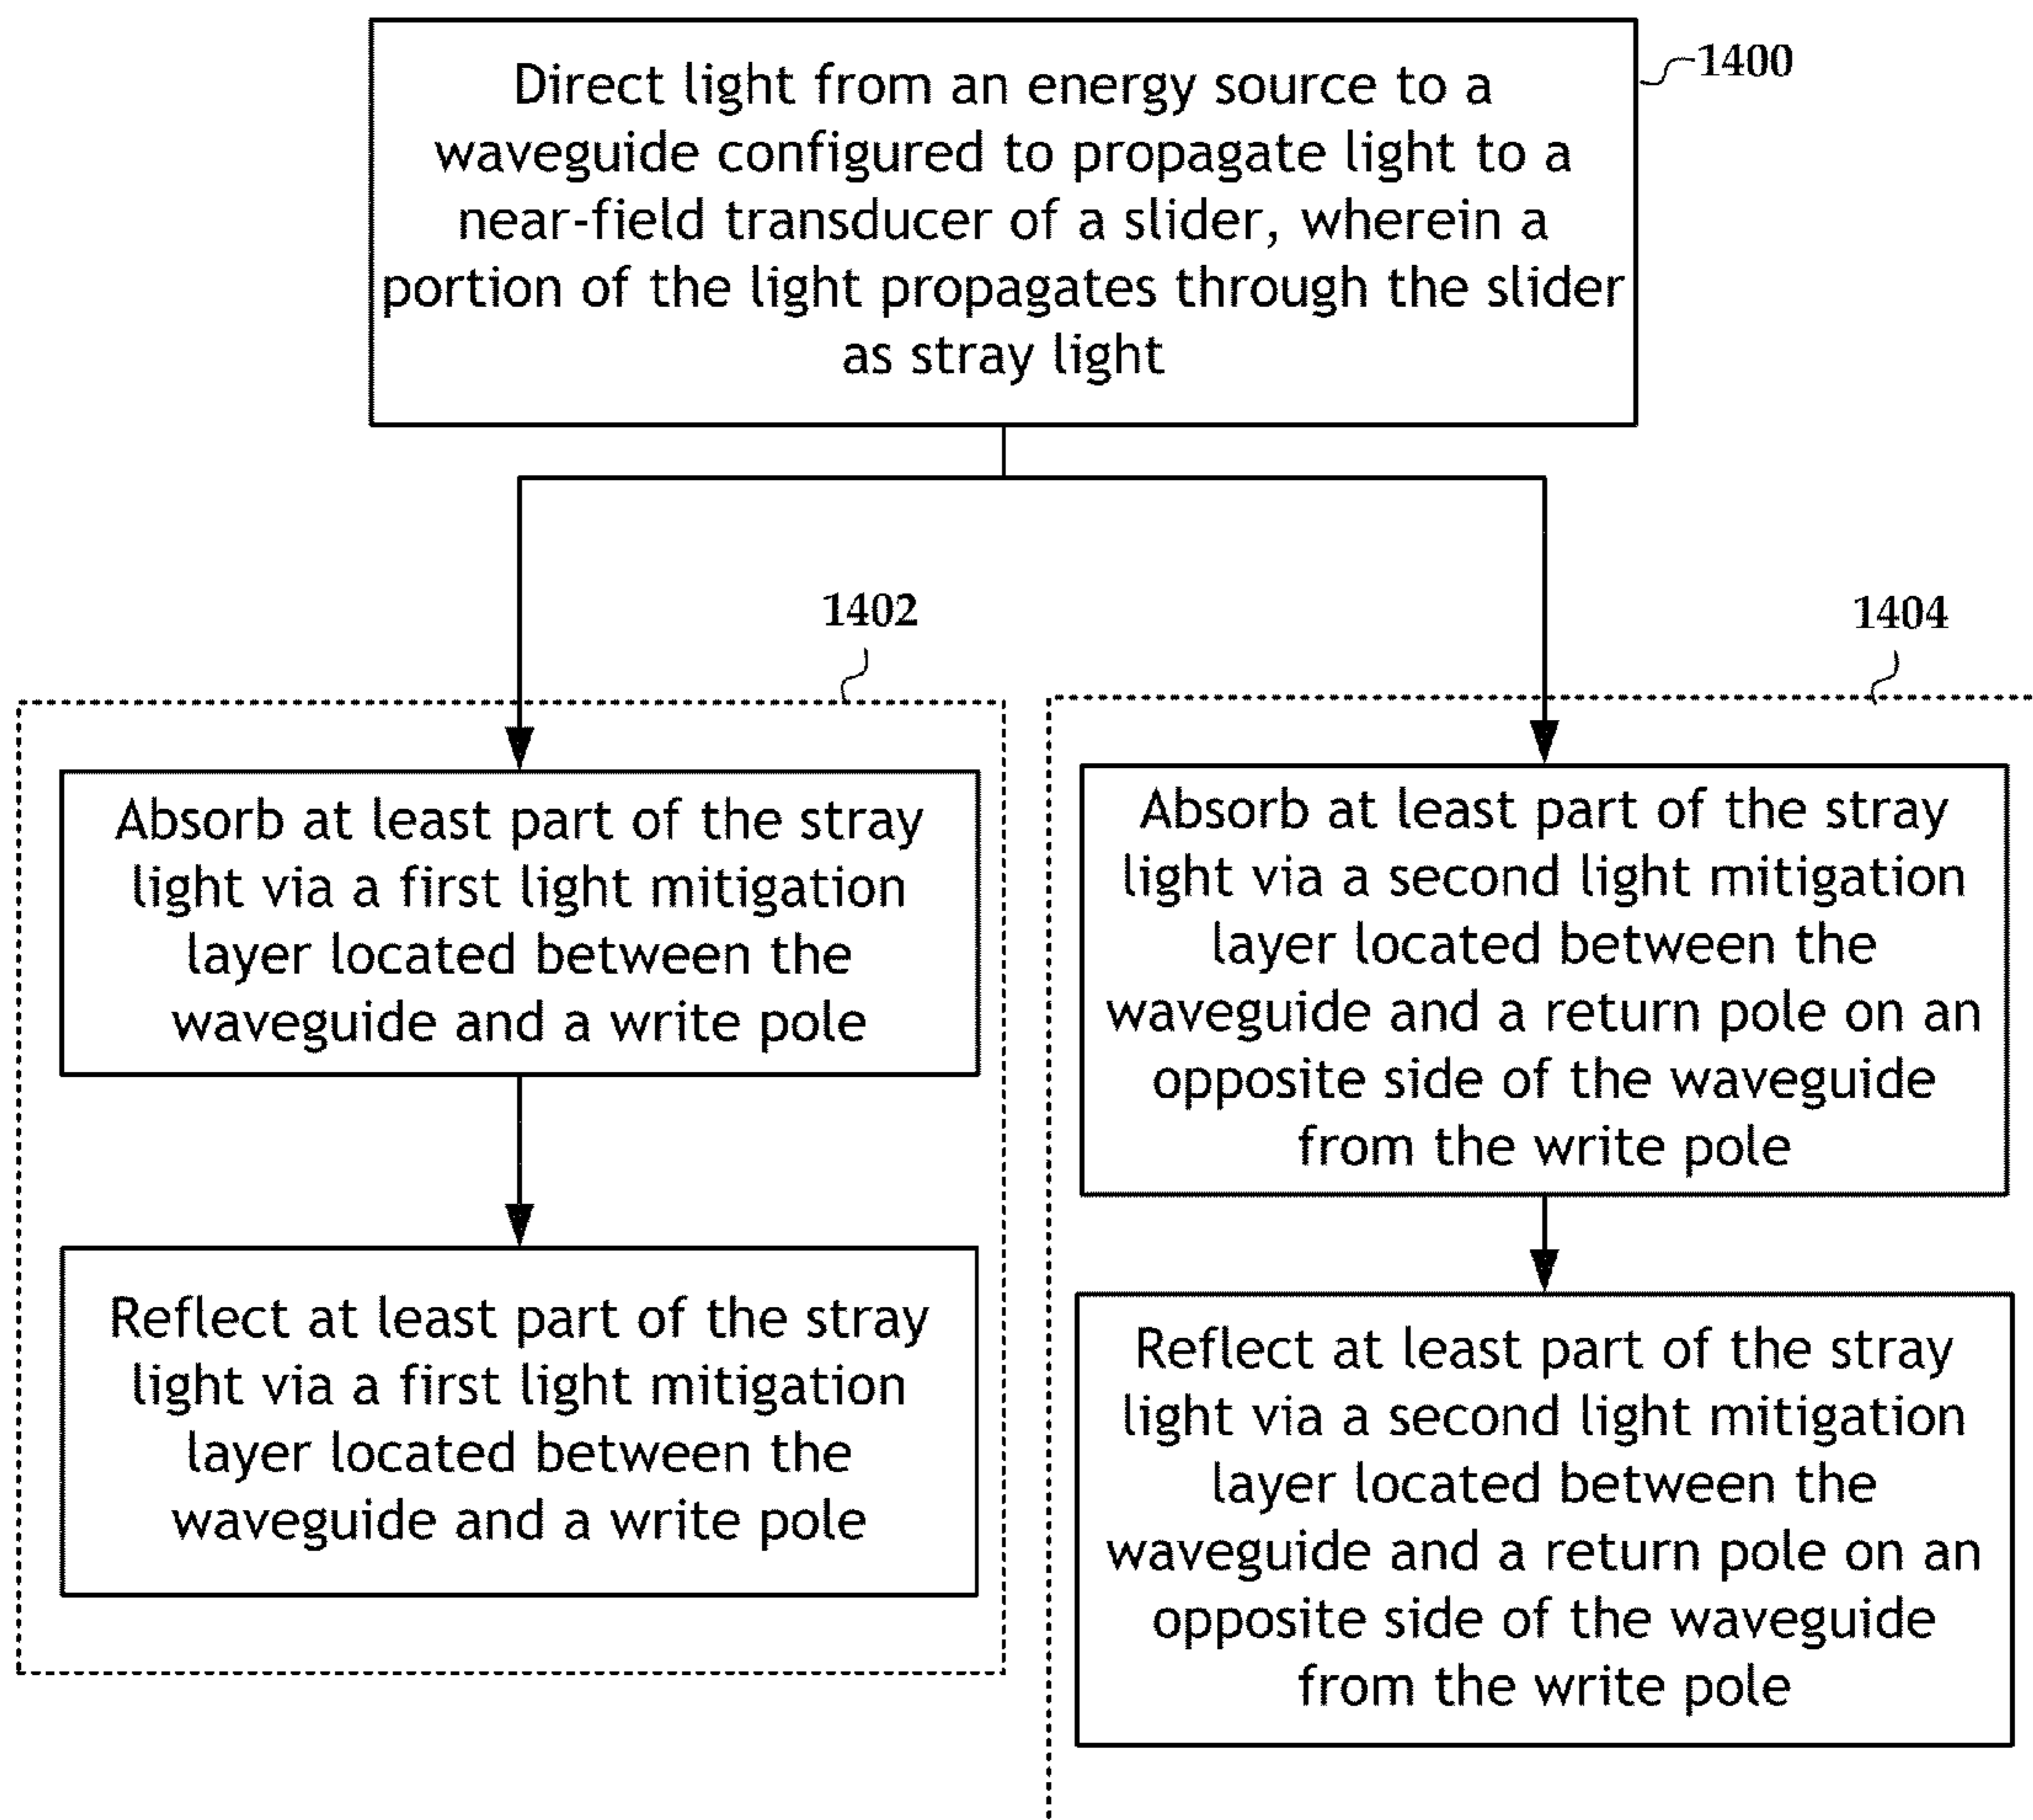 Direct light from an energy source to a
waveguide configured to propagate light to a
near-field transducer of a slider, wherein a
portion of the light propagates through the slider
as stray light
1400
1402
Absorb at least part of the stray
light via a first light mitigation
layer located between the
waveguide and a write pole
Reflect at least part of the stray
light via a first light mitigation
layer located between the
waveguide and a write pole
1404
Absorb at least part of the stray
light via a second light mitigation
layer located between the
waveguide and a return pole on an
opposite side of the waveguide
from the write pole
Reflect at least part of the stray
light via a second light mitigation
layer located between the
waveguide and a return pole on an
opposite side of the waveguide
from the write pole